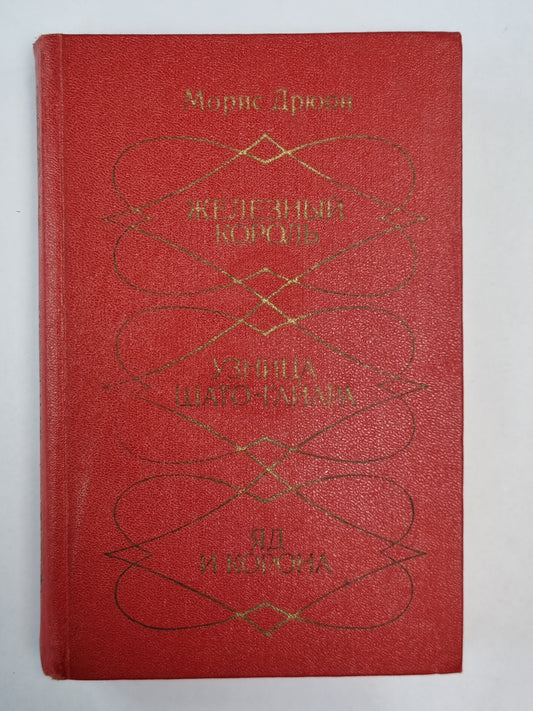 Морис Дрюон
ЖЕЛЕЗНЫЙ
КОРОЛЬ
УЗНИЦА
ШАТО-ГАЙАРА
ЯД
И КОРОНА